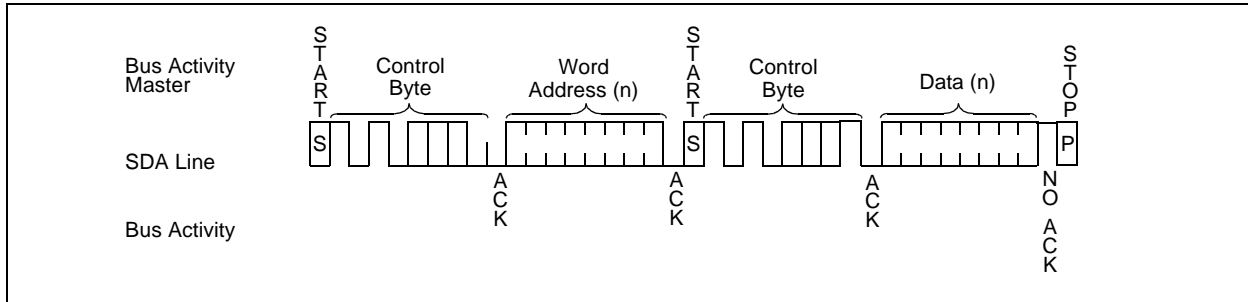 Bus Activity
Master
SDA Line
Bus Activity
START
Control
Byte
Word
Address (n)
START
Control
Byte
Data (n)
STOP
S
S
P
ACK
ACK
ACK
NO ACK